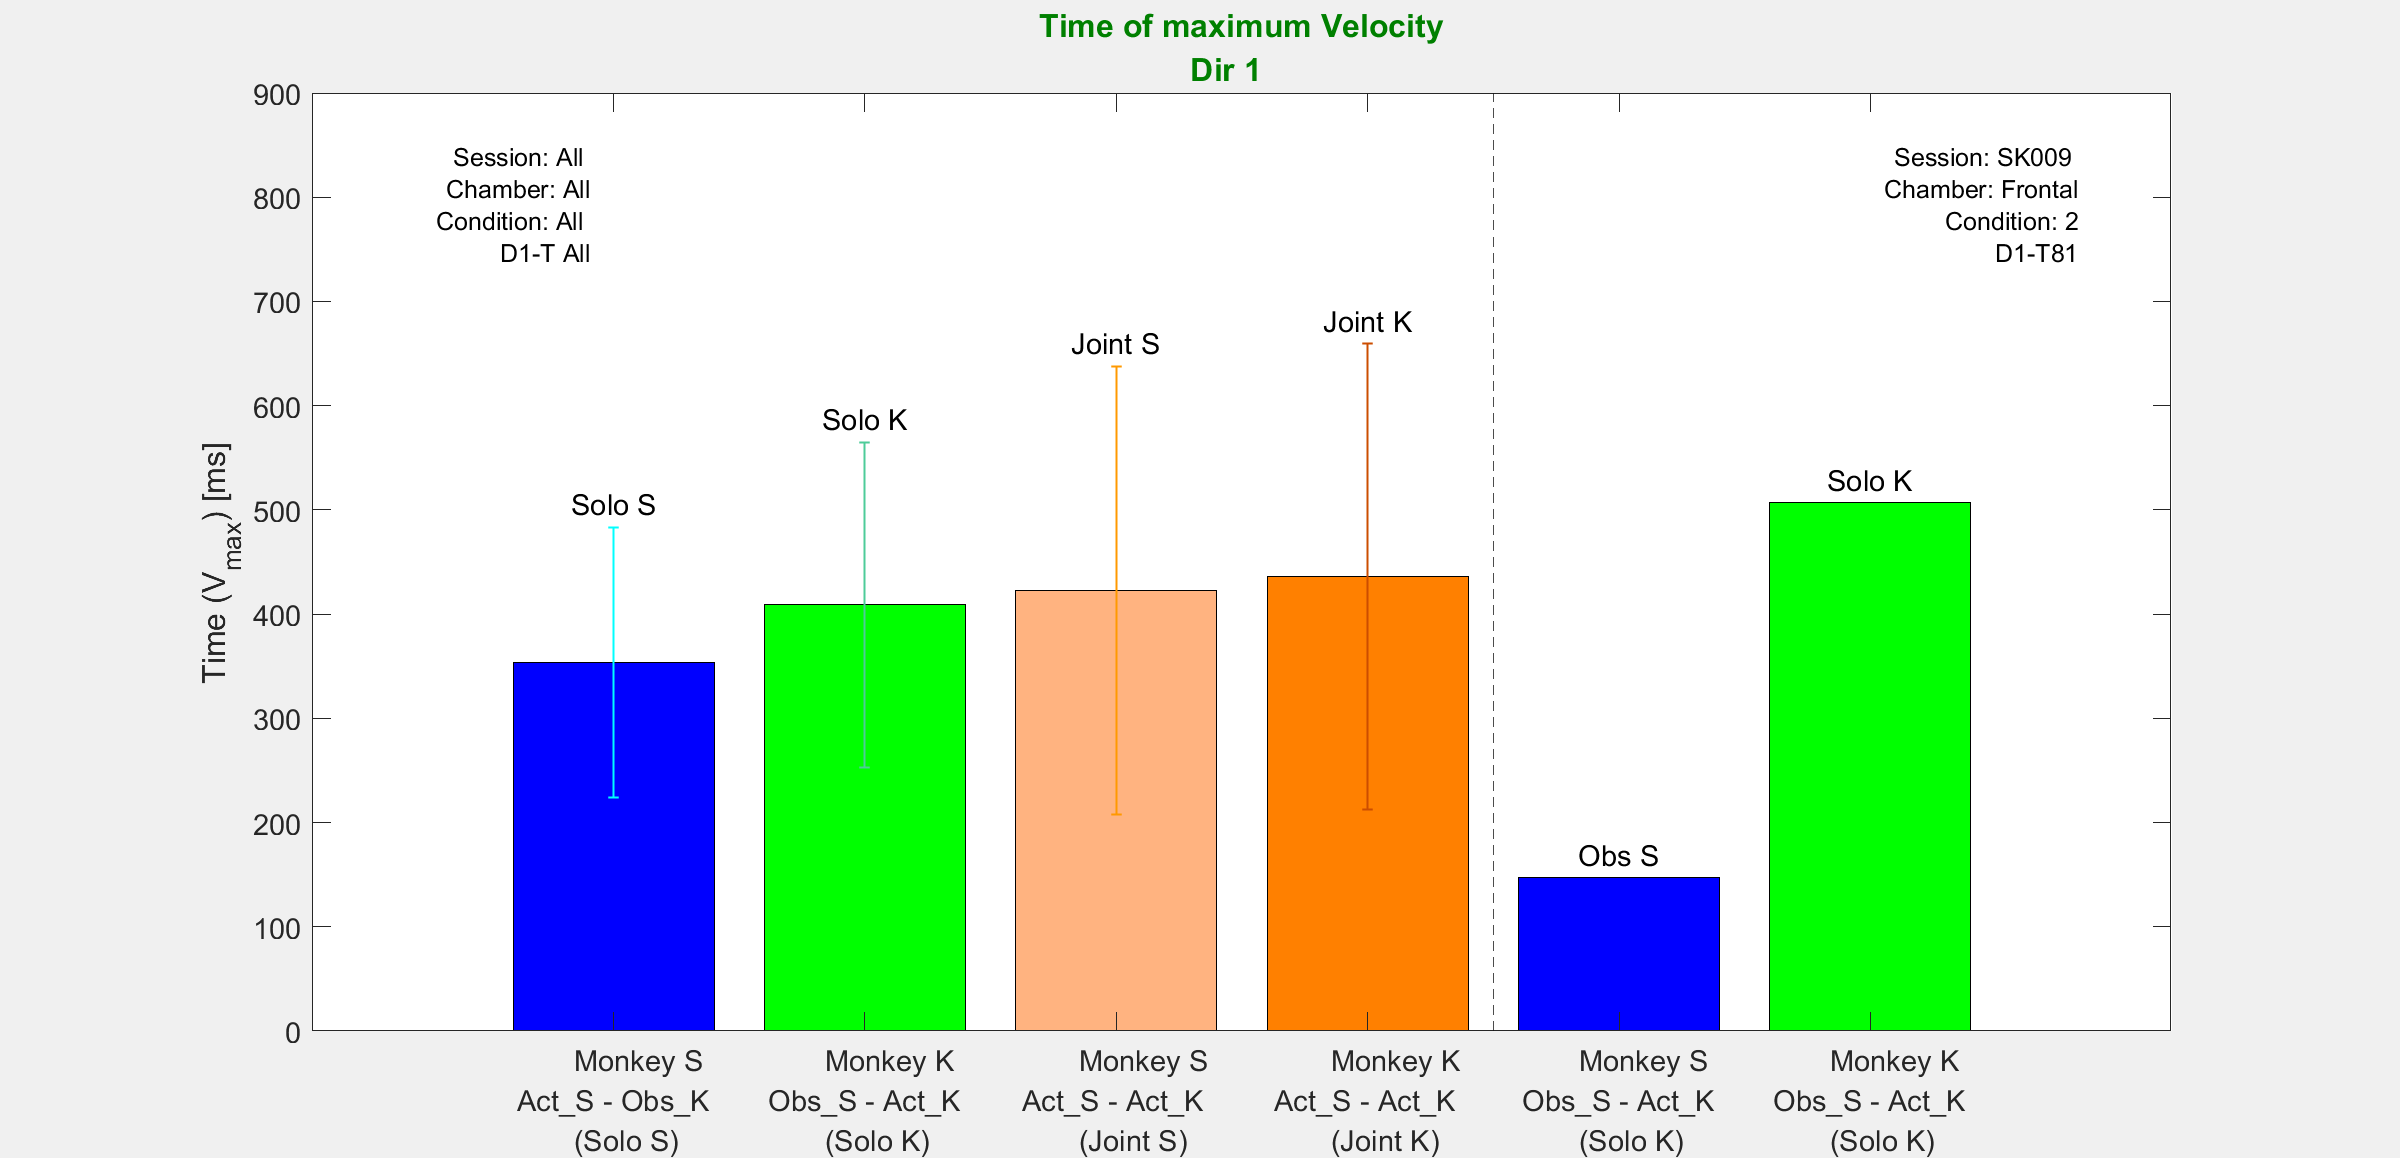 Time of maximum Velocity
Dir 1
900
800
700
600
500
400
300
200
100
0
Time (Vmax) [ms]
Session: All
Chamber: All
Condition: All
D1-T All
Session: SK009
Chamber: Frontal
Condition: 2
D1-T81
Solo S
Solo K
Joint S
Joint K
Obs S
Solo K
Monkey S
Act_S - Obs_K
(Solo S)
Monkey K
Obs_S - Act_K
(Solo K)
Monkey S
Act_S - Act_K
(Joint S)
Monkey K
Act_S - Act_K
(Joint K)
Monkey S
Obs_S - Act_K
(Solo K)
Monkey K
Obs_S - Act_K
(Solo K)